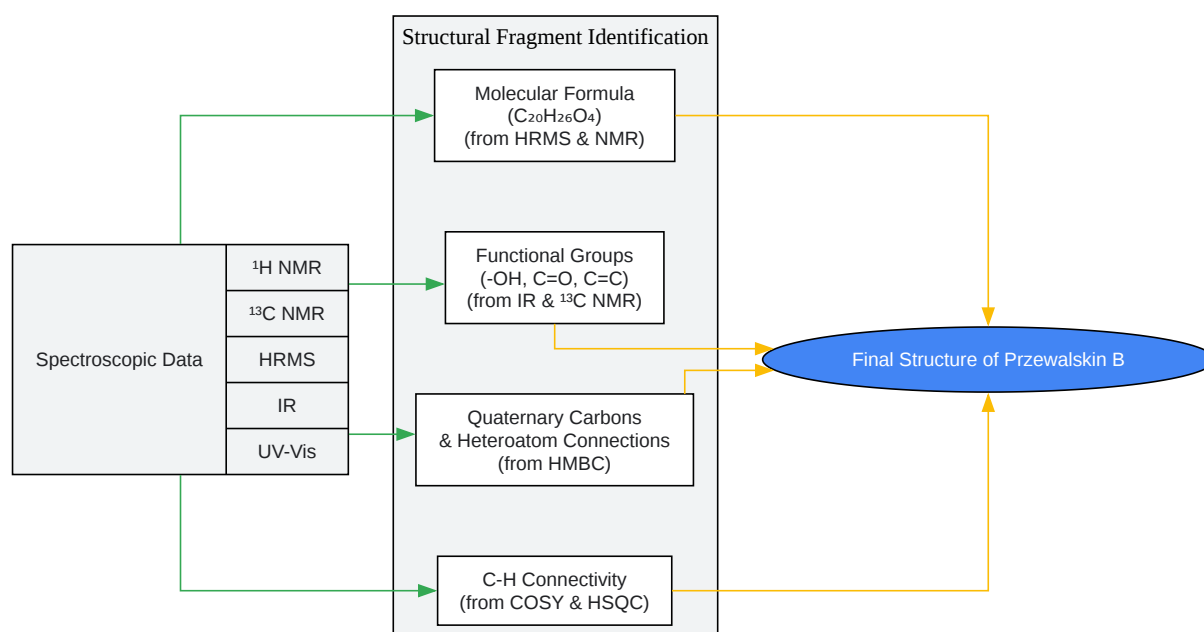 Structural Fragment Identification
Molecular Formula
(C₂₀H₂₆O₄)
(from HRMS & NMR)
Functional Groups
(-OH, C=O, C=C)
(from IR & ¹³C NMR)
Quaternary Carbons
& Heteroatom Connections
(from HMBC)
C-H Connectivity
(from COSY & HSQC)
Spectroscopic Data
¹H NMR
¹³C NMR
HRMS
IR
UV-Vis
Final Structure of Przewalskin B